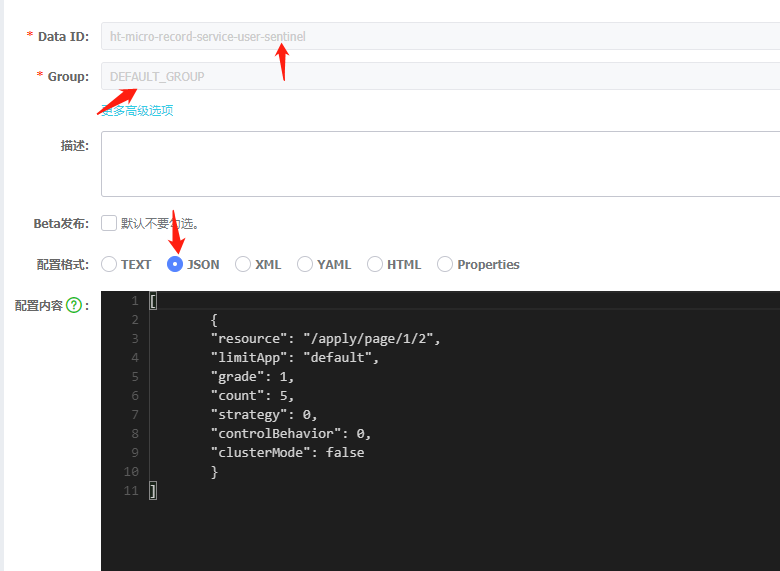 * Data ID: ht-micro-record-service-user-sentinel
* Group: DEFAULT_GROUP
更多高级选项
描述:
Beta发布: 默认不要勾选。
配置格式: TEXT JSON XML YAML HTML Properties
配置内容 ? :
1 [
2 {
3 "resource": "/apply/page/1/2",
4 "limitApp": "default",
5 "grade": 1,
6 "count": 5,
7 "strategy": 0,
8 "controlBehavior": 0,
9 "clusterMode": false
10 }
11 ]